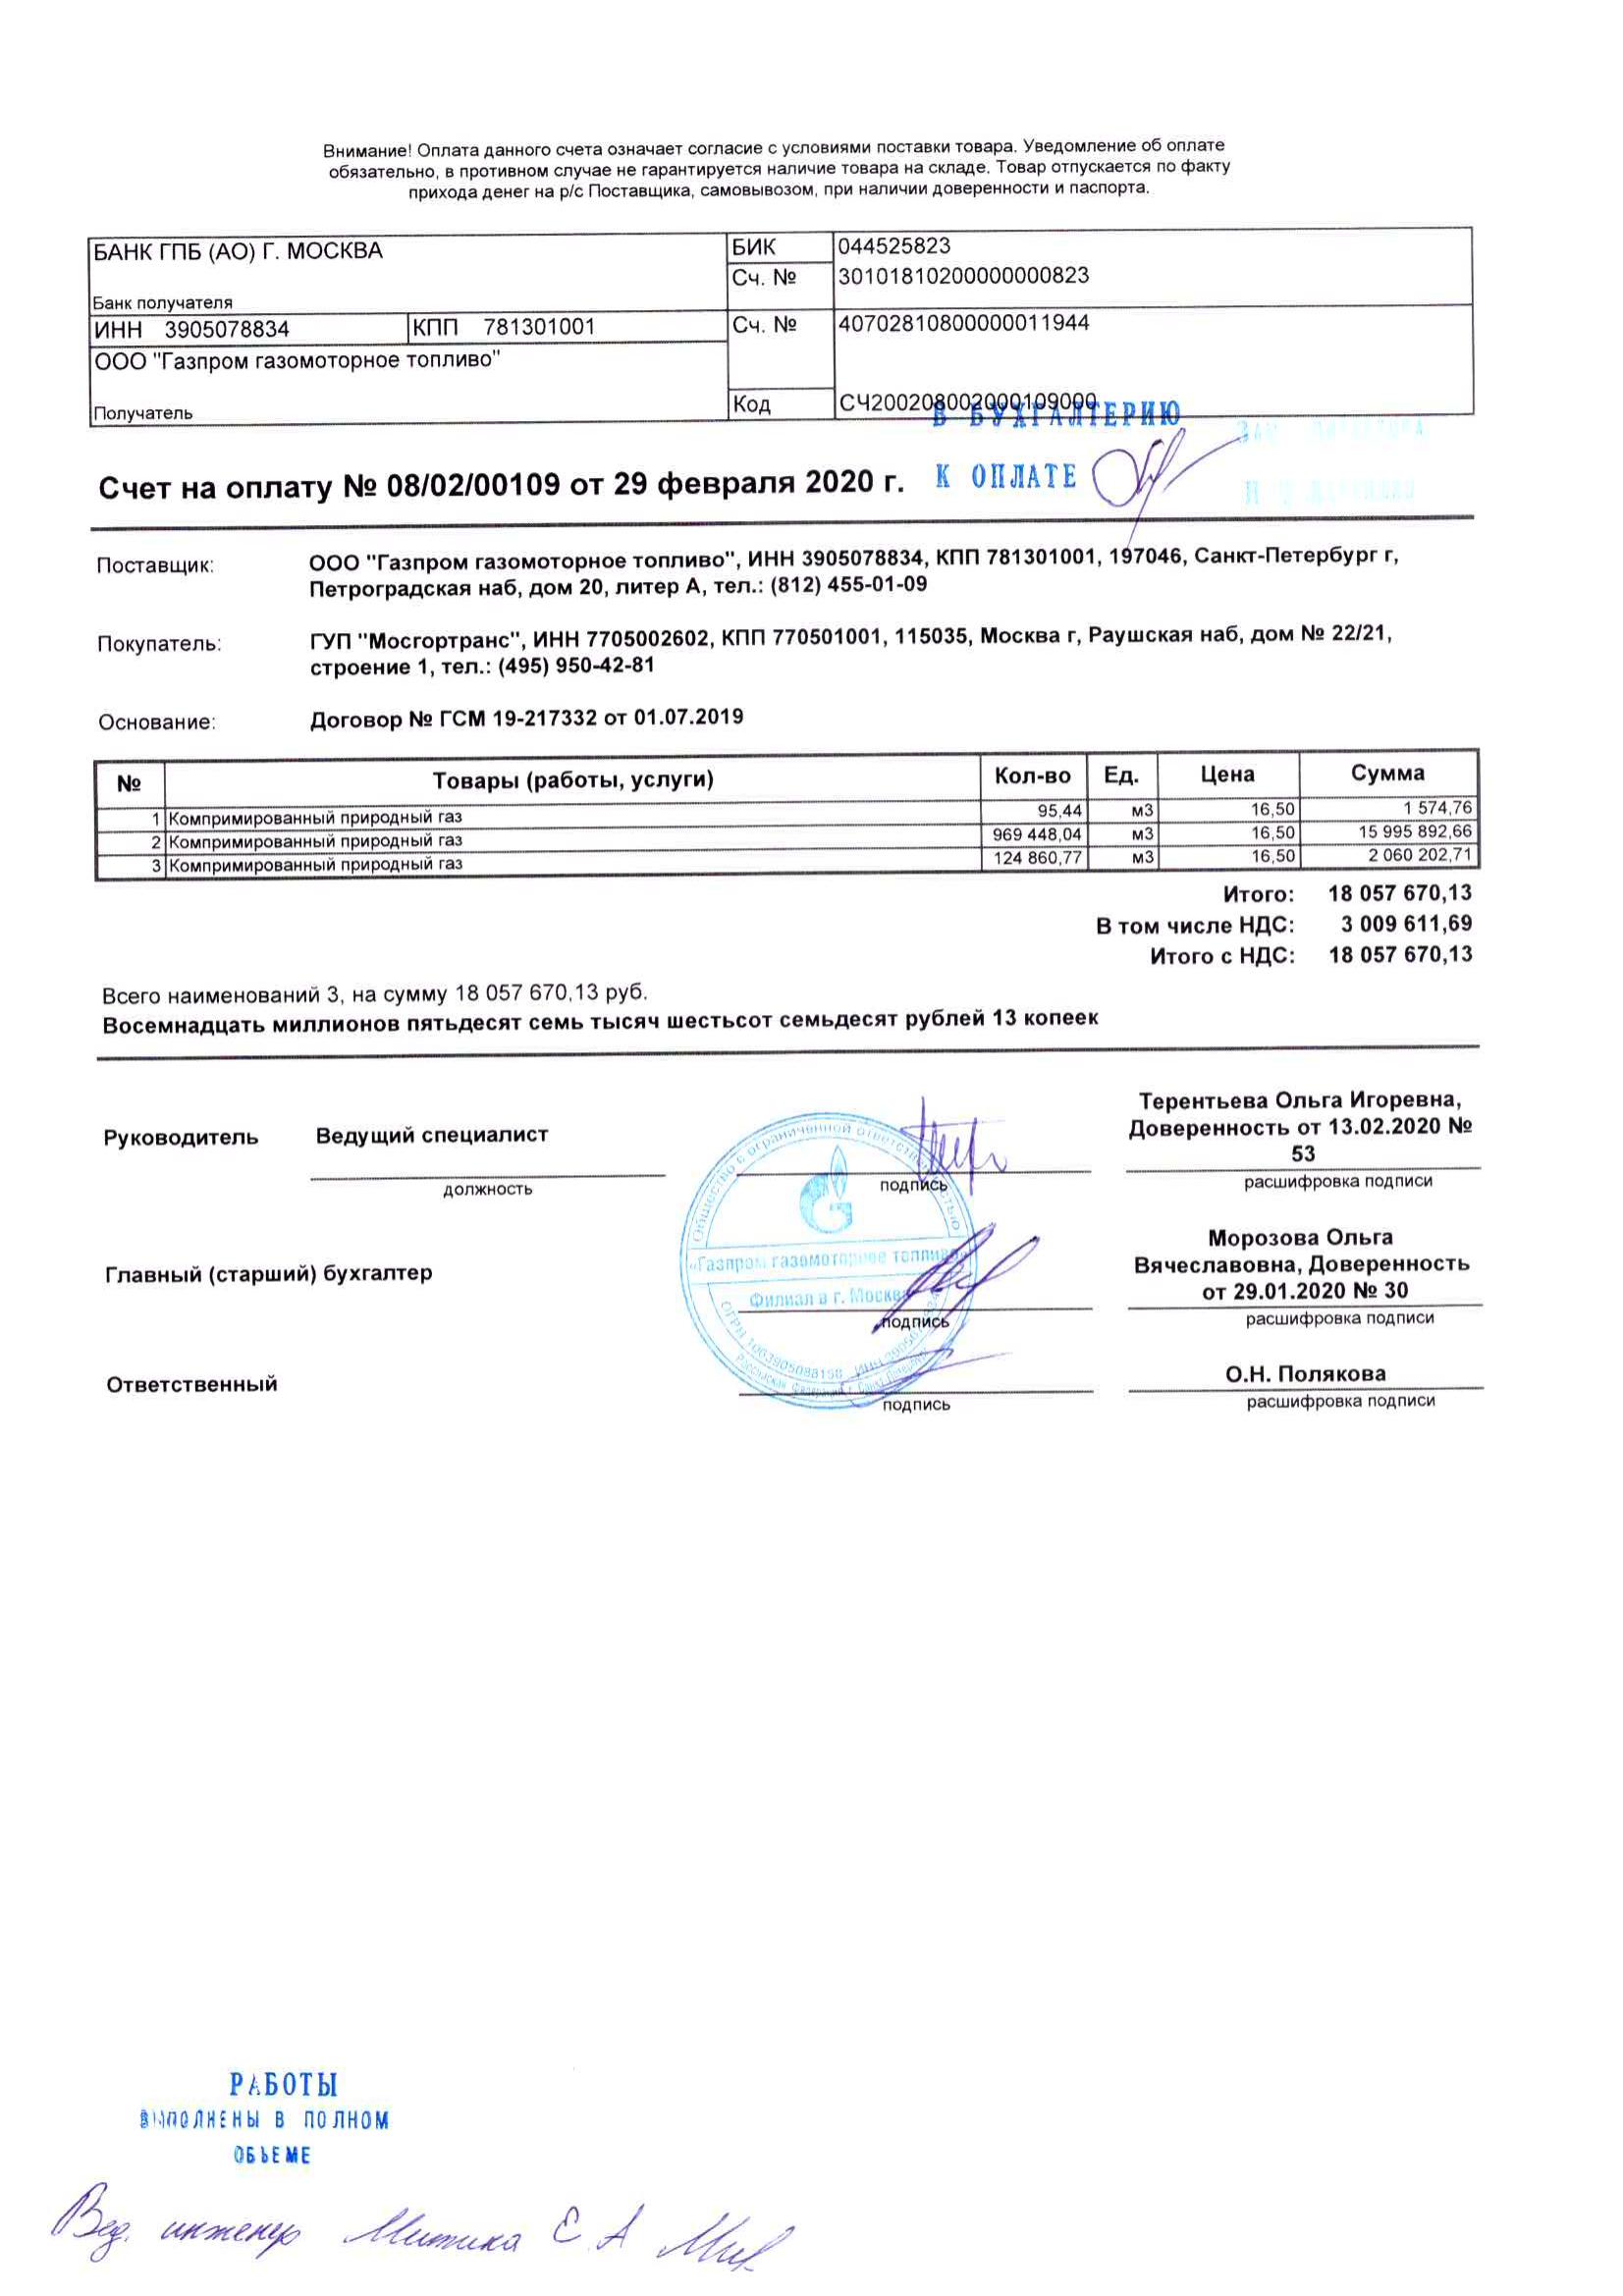 Внимание! Оплата данного счета означает согласие с условиями поставки товара. Уведомление об оплате
обязательно, в противном случае не гарантируется наличие товара на складе. Товар отпускается по факту
прихода денег на р/с Поставщика, самовывозом, при наличии доверенности и паспорта.
БАНК ГПБ (АО) Г. МОСКВА БИК 044525823
Сч. № 30101810200000000823
Банк получателя
ИНН 3905078834 КПП 781301001 Сч. № 40702810800000011944
ООО "Газпром газомоторное топливо"
Получатель Код СЧ200208002000109000
В БУХГАЛТЕРИЮ
К ОПЛАТЕ
Счет на оплату № 08/02/00109 от 29 февраля 2020 г.
Поставщик: ООО "Газпром газомоторное топливо", ИНН 3905078834, КПП 781301001, 197046, Санкт-Петербург г,
Петроградская наб, дом 20, литер А, тел.: (812) 455-01-09
Покупатель: ГУП "Мосгортранс", ИНН 7705002602, КПП 770501001, 115035, Москва г, Раушская наб, дом № 22/21,
строение 1, тел.: (495) 950-42-81
Основание: Договор № ГСМ 19-217332 от 01.07.2019
№ Товары (работы, услуги) Кол-во Ед. Цена Сумма
1 Компримированный природный газ 95,44 м3 16,50 1 574,76
2 Компримированный природный газ 969 448,04 м3 16,50 15 995 892,66
3 Компримированный природный газ 124 860,77 м3 16,50 2 060 202,71
Итого: 18 057 670,13
В том числе НДС: 3 009 611,69
Итого с НДС: 18 057 670,13
Всего наименований 3, на сумму 18 057 670,13 руб.
Восемнадцать миллионов пятьдесят семь тысяч шестьсот семьдесят рублей 13 копеек
Терентьева Ольга Игоревна,
Руководитель Ведущий специалист Доверенность от 13.02.2020 №
53
должность подпись расшифровка подписи
Общество с ограниченной ответственностью
«Газпром газомоторное топливо»
Филиал в г. Москва
Морозова Ольга
Главный (старший) бухгалтер Вячеславовна, Доверенность
от 29.01.2020 № 30
подпись расшифровка подписи
Ответственный О.Н. Полякова
подпись расшифровка подписи
РАБОТЫ
ВЫПОЛНЕНЫ В ПОЛНОМ
ОБЪЕМЕ
Вед. инженер Митика Е А